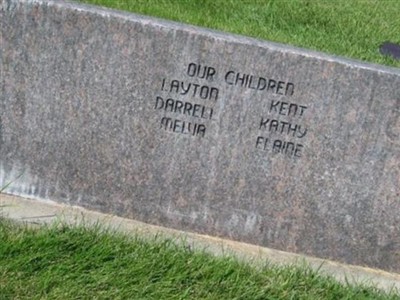 OUR CHILDREN
LAYTON KENT
DARRELL KATHY
MELVA ELAINE